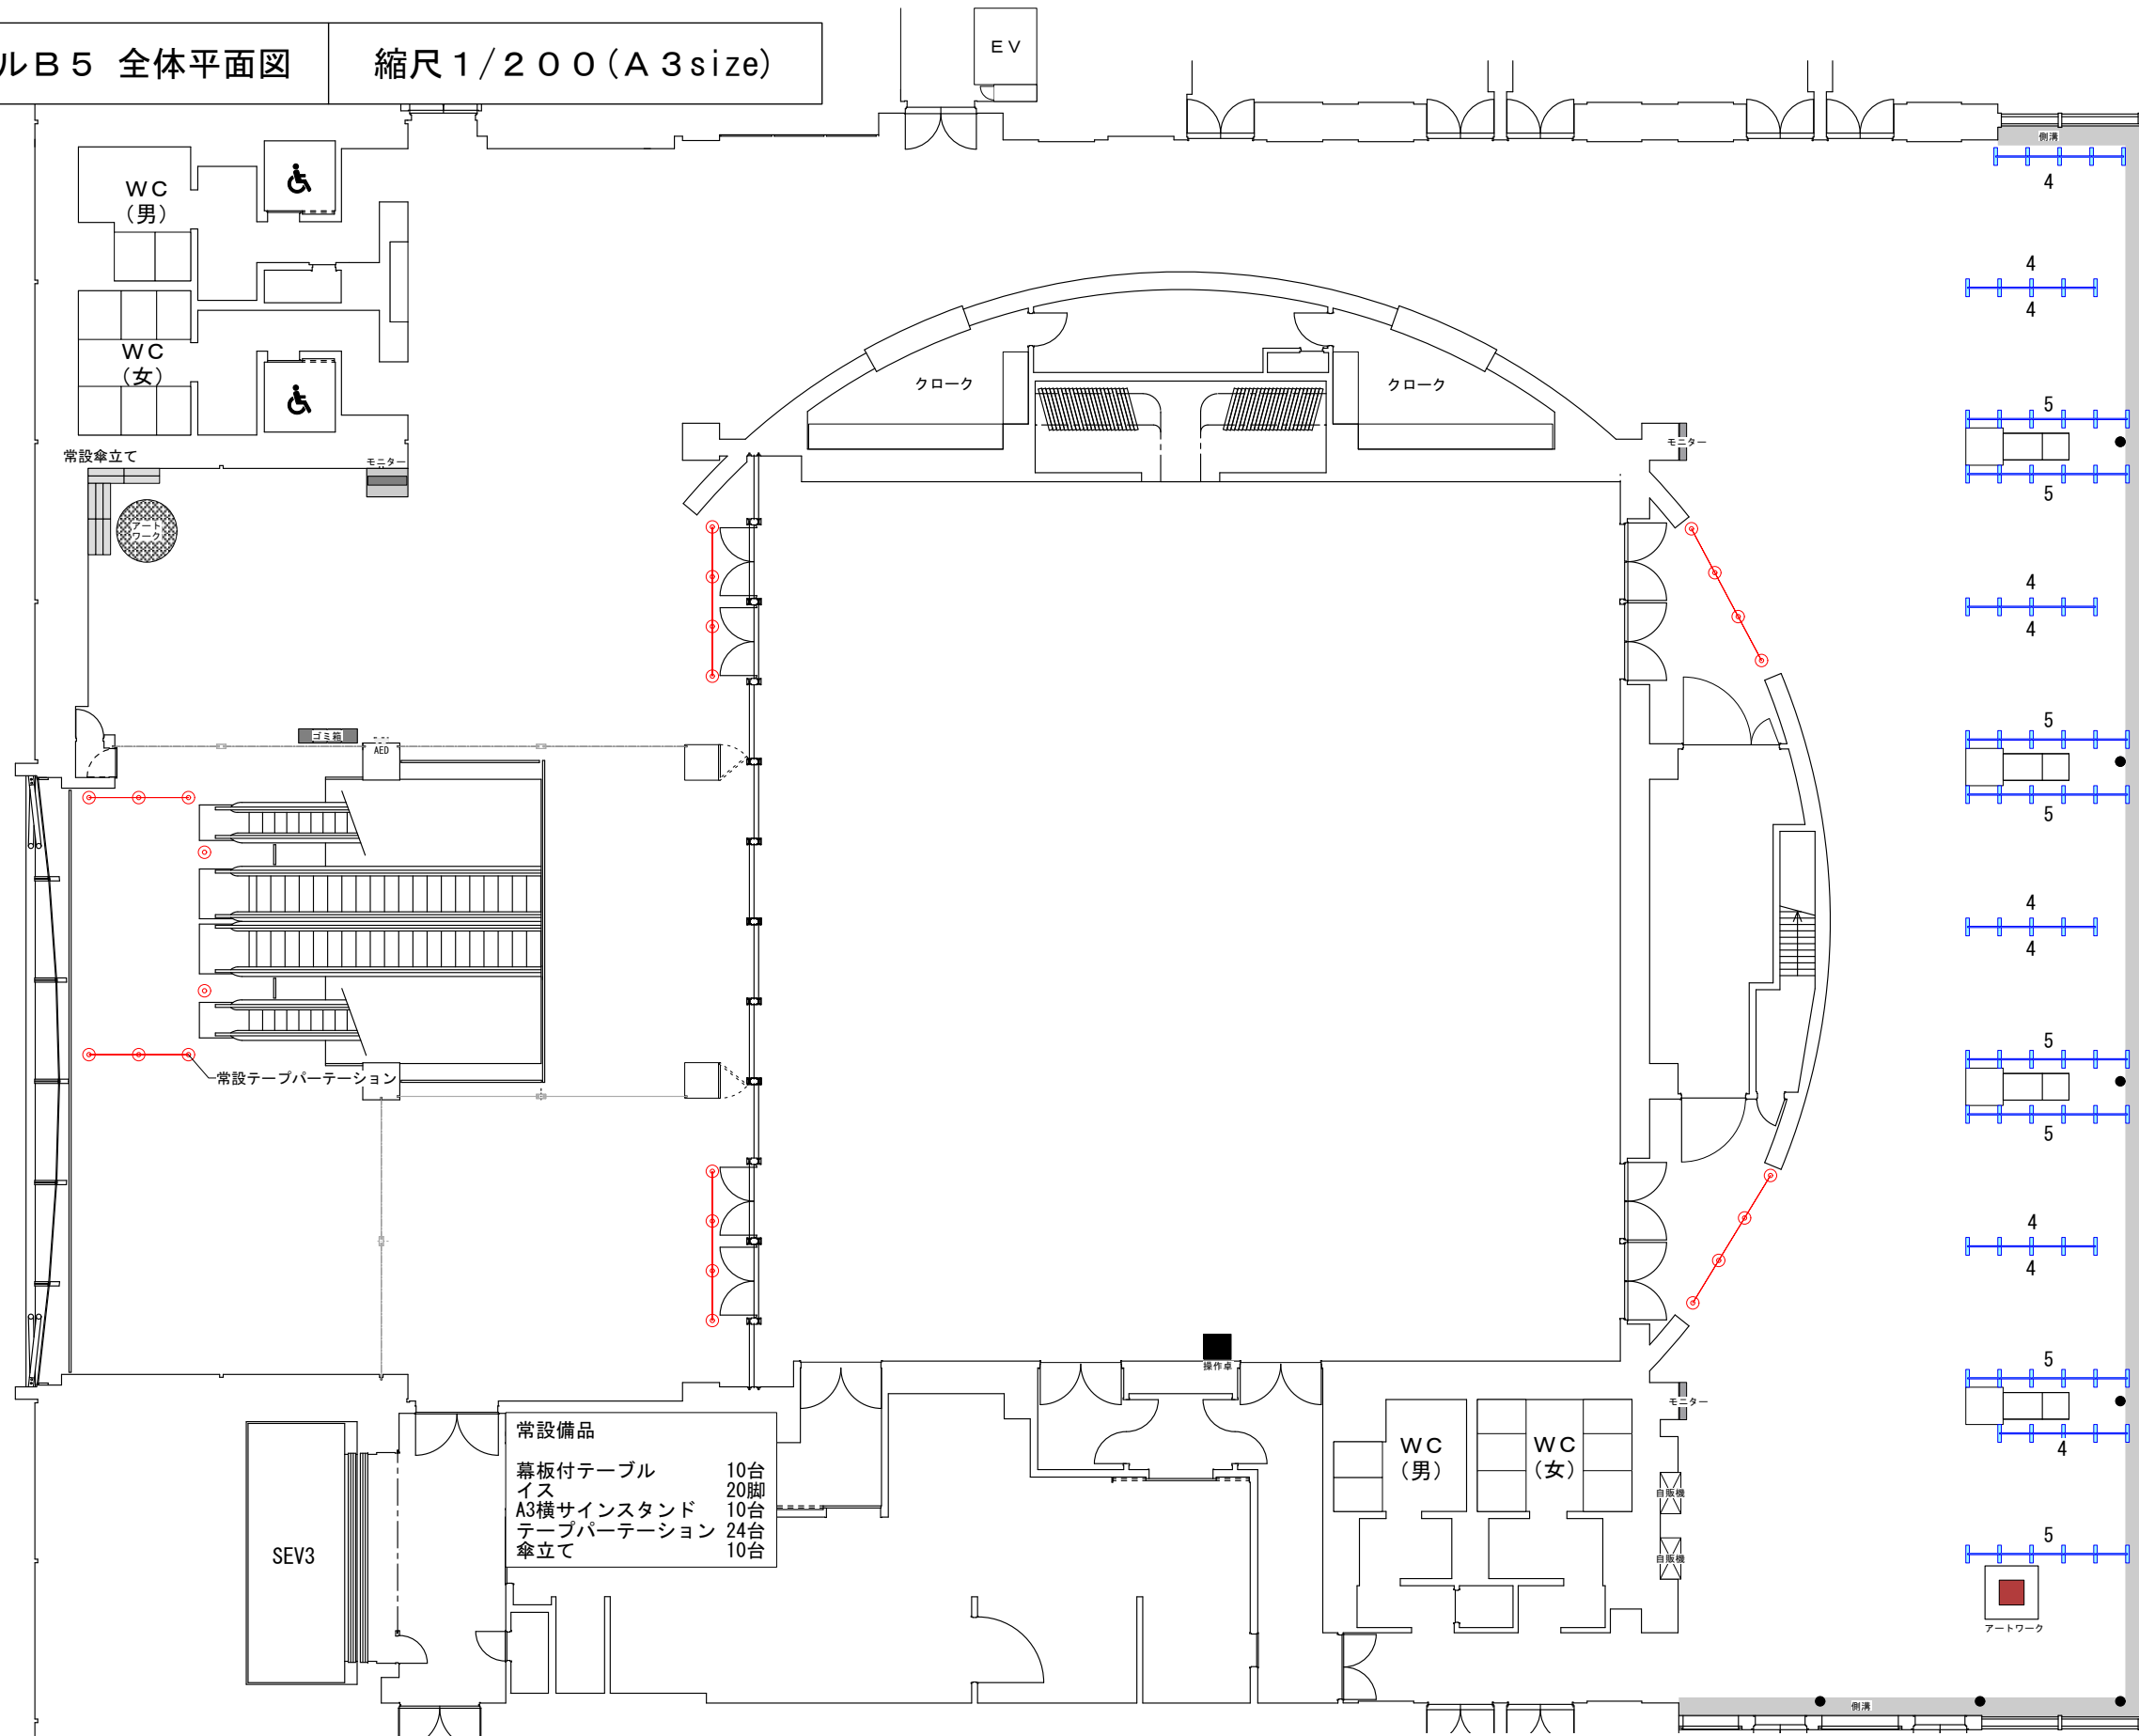 ルB5 全体平面図
縮尺1/200(A3size)
EV
側溝
4
WC
(男)
4
4
WC
(女)
クローク
クローク
5
モニター
常設傘立て
モニター
5
アート
ワーク
4
4
5
ゴミ箱
AED
5
4
4
5
常設テープパーテション
5
4
4
操作卓
5
モニター
常設備品
幕板付テーブル 10台
イス 20脚
A3横サインスタンド 10台
テープパーテション 24台
傘立て 10台
WC
(男)
WC
(女)
4
自販機
SEV3
自販機
5
アートワーク
側溝